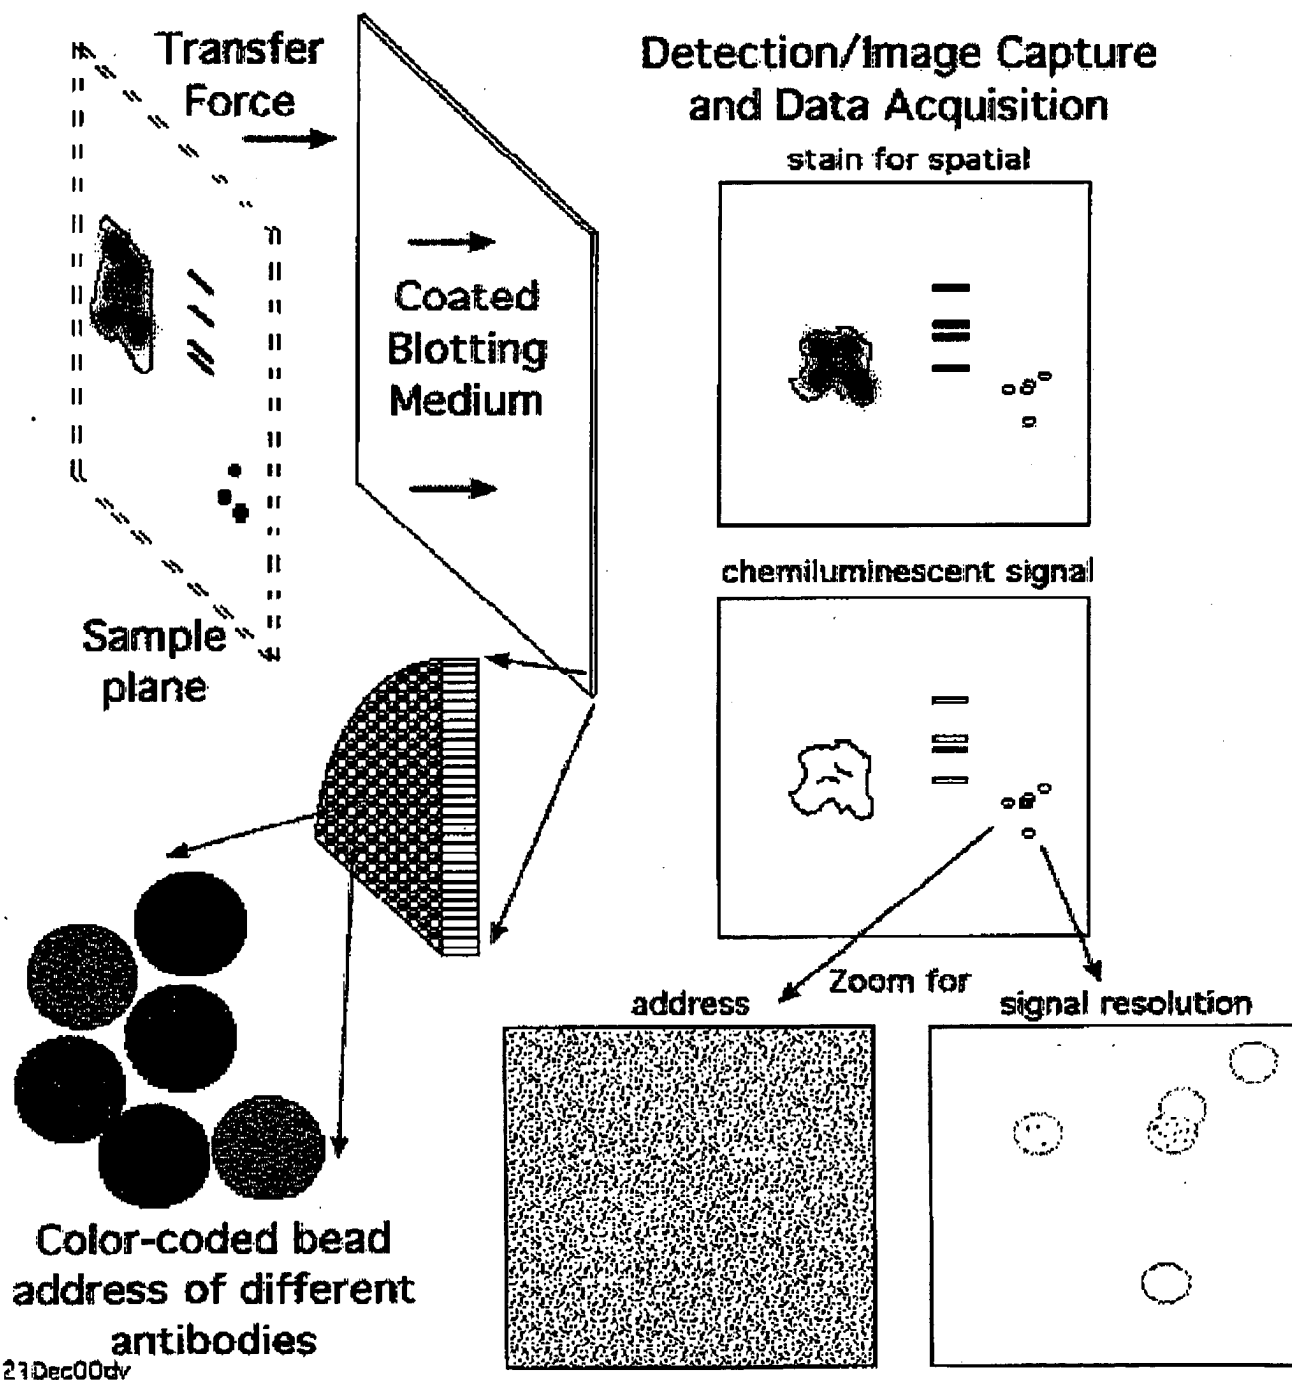 Transfer
Force
Coated
Blotting
Medium
Sample
plane
Color-coded bead
address of different
antibodies
21Dec00dv
Detection/Image Capture
and Data Acquisition
stain for spatial
chemiluminescent signal
Zoom for
address
signal resolution